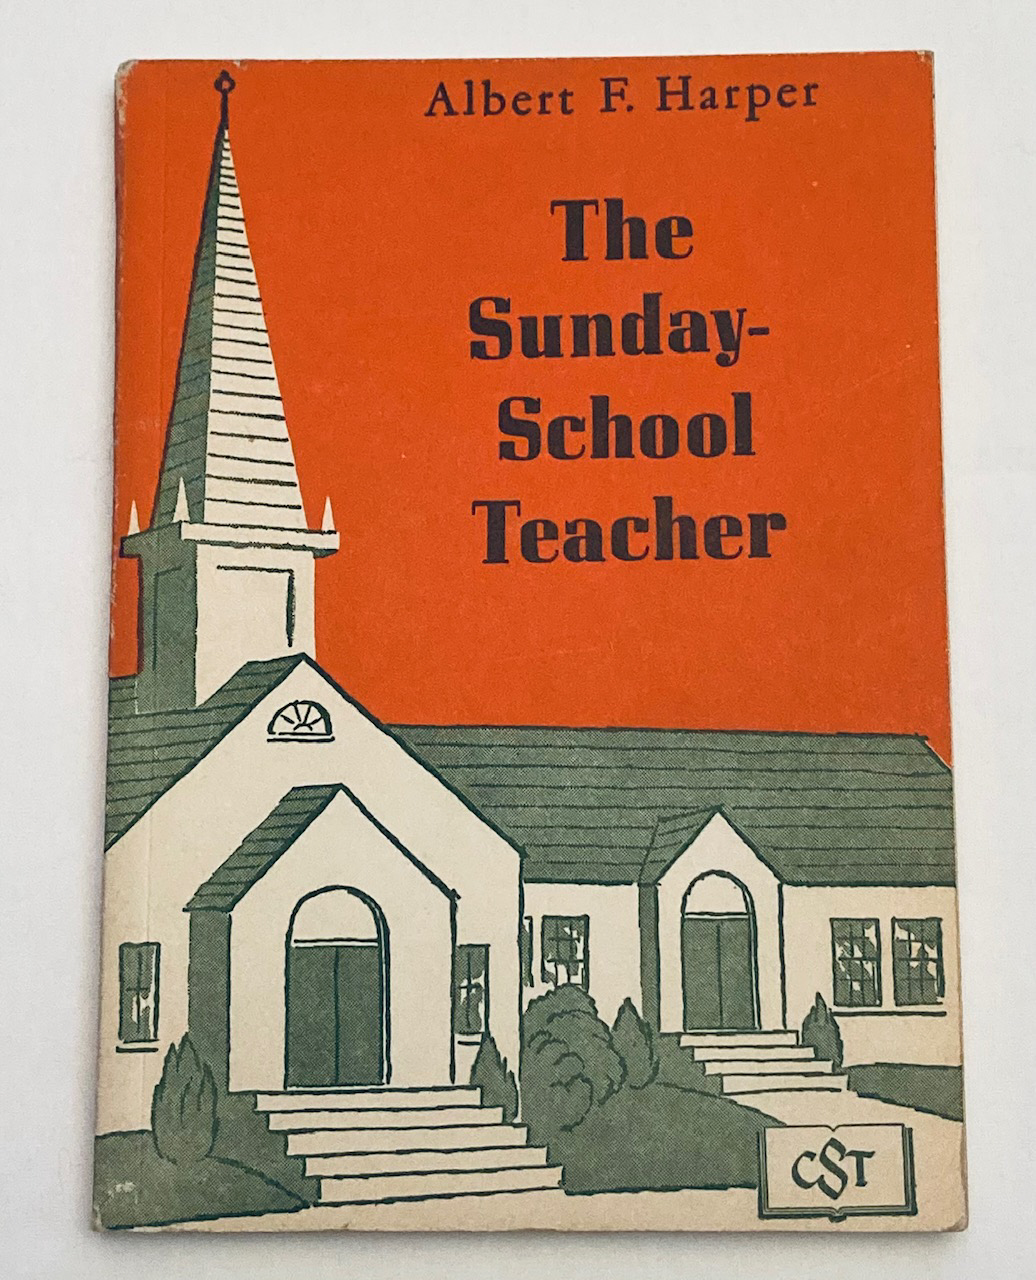 Albert F. Harper
The
Sunday-
School
Teacher
CST